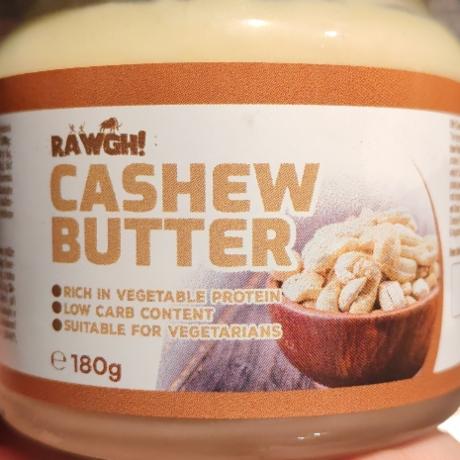 RAWGH!
CASHEW
BUTTER
RICH IN VEGETABLE PROTEIN
LOW CARB CONTENT
SUITABLE FOR VEGETARIANS
℮ 180g